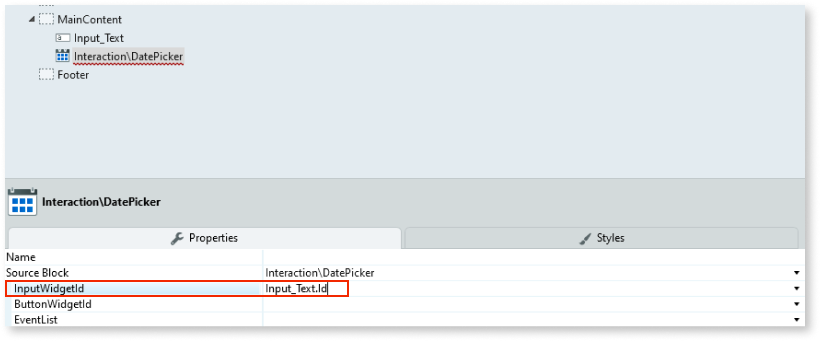 MainContent
a Input_Text
Interaction\DatePicker
Footer
Interaction\DatePicker
Properties Styles
Name
Source Block Interaction\DatePicker
InputWidgetId Input_Text.Id
ButtonWidgetId
EventList